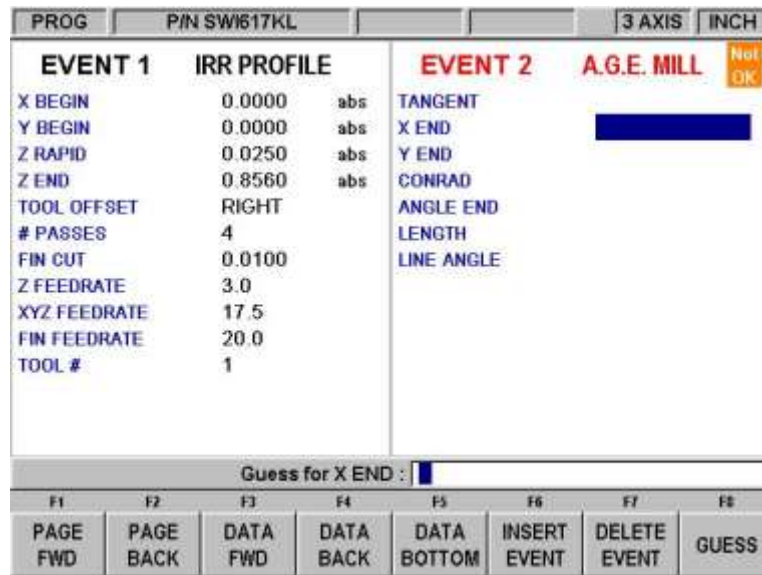 PROG P/N SWI617KL 3 AXIS INCH
EVENT 1 IRR PROFILE
X BEGIN 0.0000 abs
Y BEGIN 0.0000 abs
Z RAPID 0.0250 abs
Z END 0.8560 abs
TOOL OFFSET RIGHT
# PASSES 4
FIN CUT 0.0100
Z FEEDRATE 3.0
XYZ FEEDRATE 17.5
FIN FEEDRATE 20.0
TOOL # 1
EVENT 2 A.G.E. MILL Not OK
TANGENT
X END
Y END
CONRAD
ANGLE END
LENGTH
LINE ANGLE
Guess for X END :
F1 F2 F3 F4 F5 F6 F7 F8
PAGE FWD PAGE BACK DATA FWD DATA BACK DATA BOTTOM INSERT EVENT DELETE EVENT GUESS